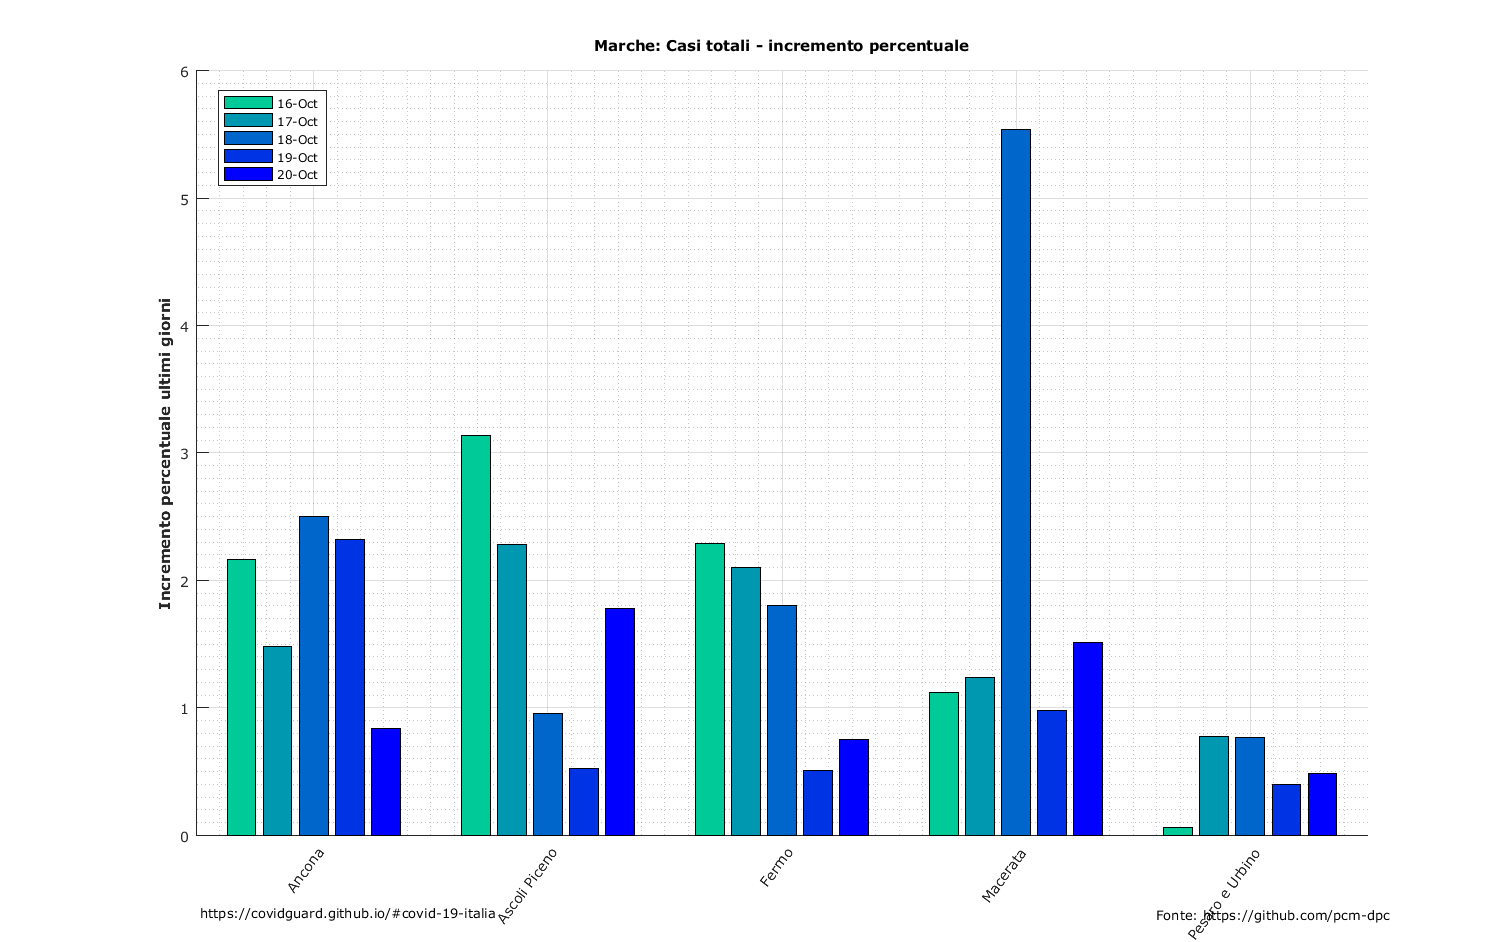 Marche: Casi totali - incremento percentuale
6
5
4
3
2
1
0
16-Oct
17-Oct
18-Oct
19-Oct
20-Oct
Incremento percentuale ultimi giorni
Ancona
Ascoli Piceno
Fermo
Macerata
Pesaro e Urbino
https://covidguard.github.io/#covid-19-italia
Fonte: https://github.com/pcm-dpc